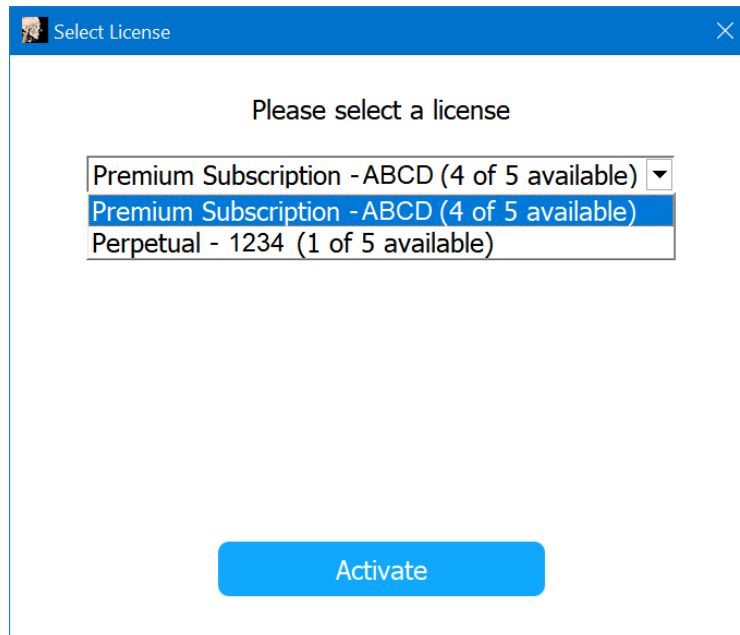 Select License
Please select a license
Premium Subscription - ABCD (4 of 5 available)
Premium Subscription - ABCD (4 of 5 available)
Perpetual - 1234 (1 of 5 available)
Activate